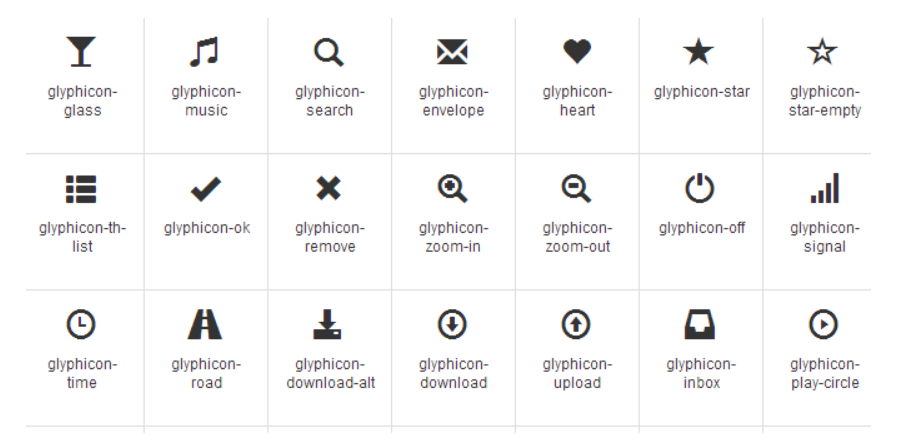 glyphicon-
glass
glyphicon-
music
glyphicon-
search
glyphicon-
envelope
glyphicon-
heart
glyphicon-star
glyphicon-
star-empty
glyphicon-th-
list
glyphicon-ok
glyphicon-
remove
glyphicon-
zoom-in
glyphicon-
zoom-out
glyphicon-off
glyphicon-
signal
glyphicon-
time
glyphicon-
road
glyphicon-
download-alt
glyphicon-
download
glyphicon-
upload
glyphicon-
inbox
glyphicon-
play-circle